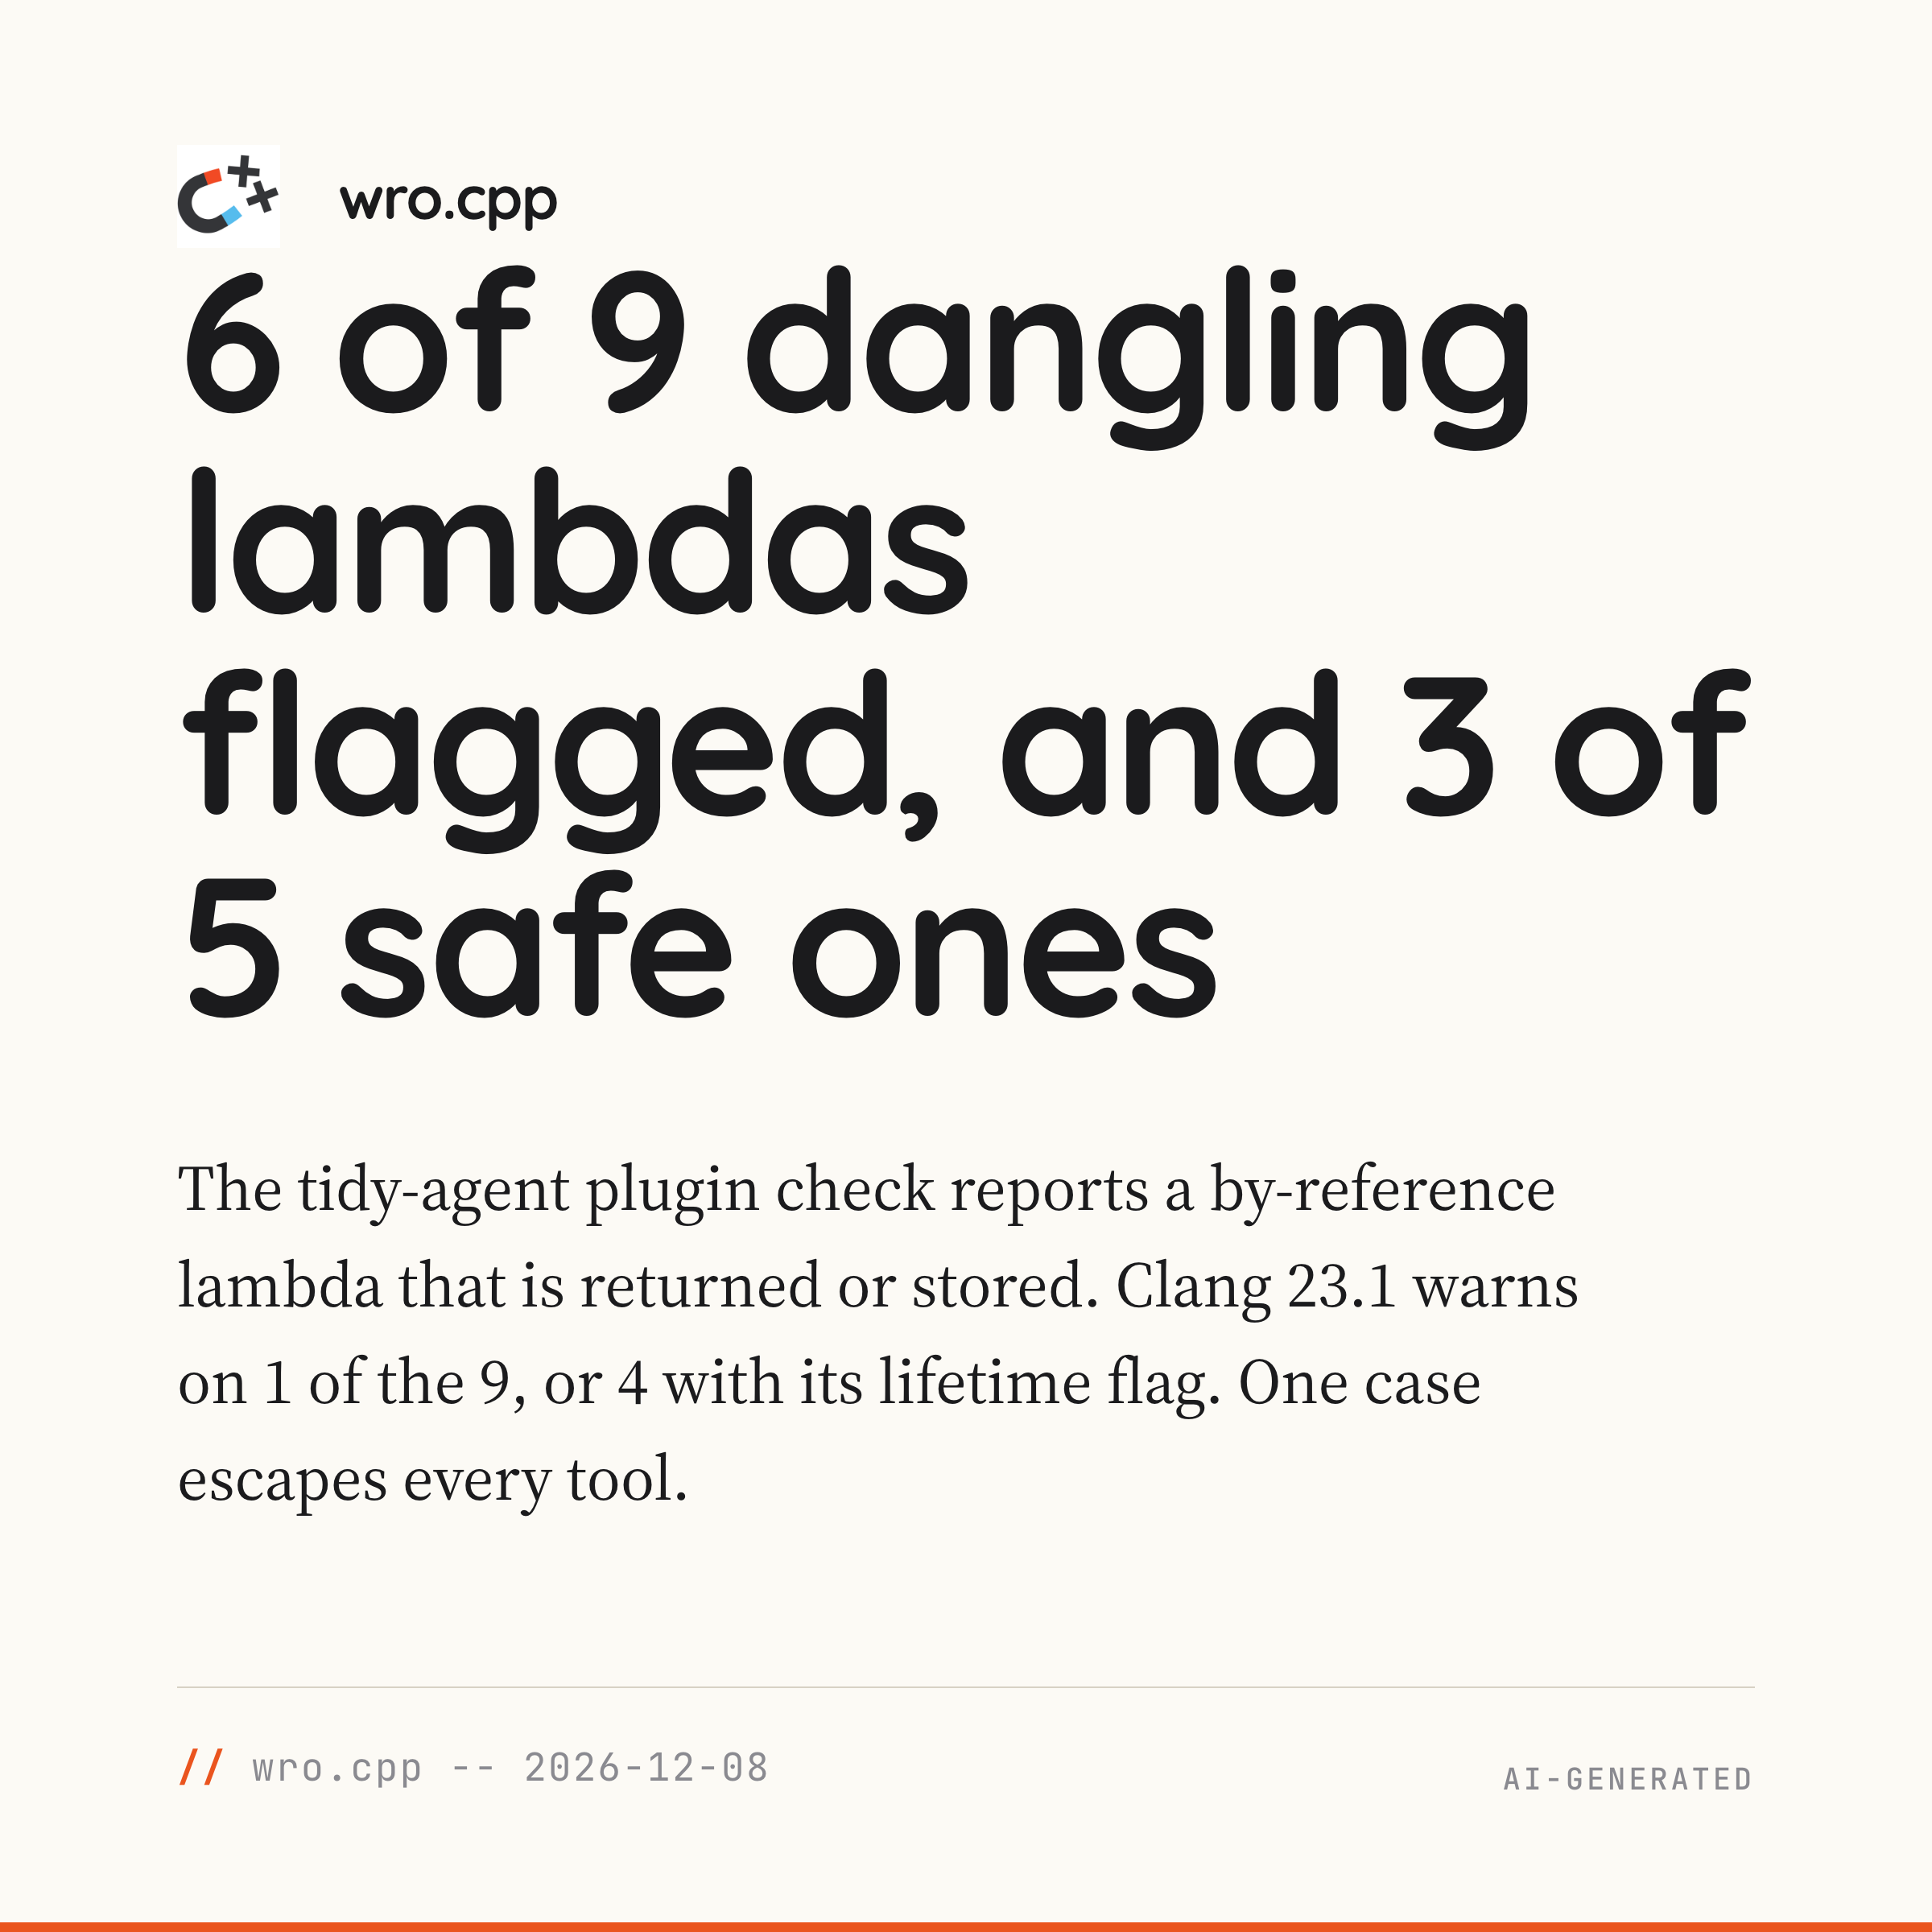 wro.cpp
6 of 9 dangling
lambdas
flagged, and 3 of
5 safe ones
The tidy-agent plugin check reports a by-reference
lambda that is returned or stored. Clang 23.1 warns
on 1 of the 9, or 4 with its lifetime flag. One case
escapes every tool.
// wro.cpp -- 2026-12-08
AI-GENERATED